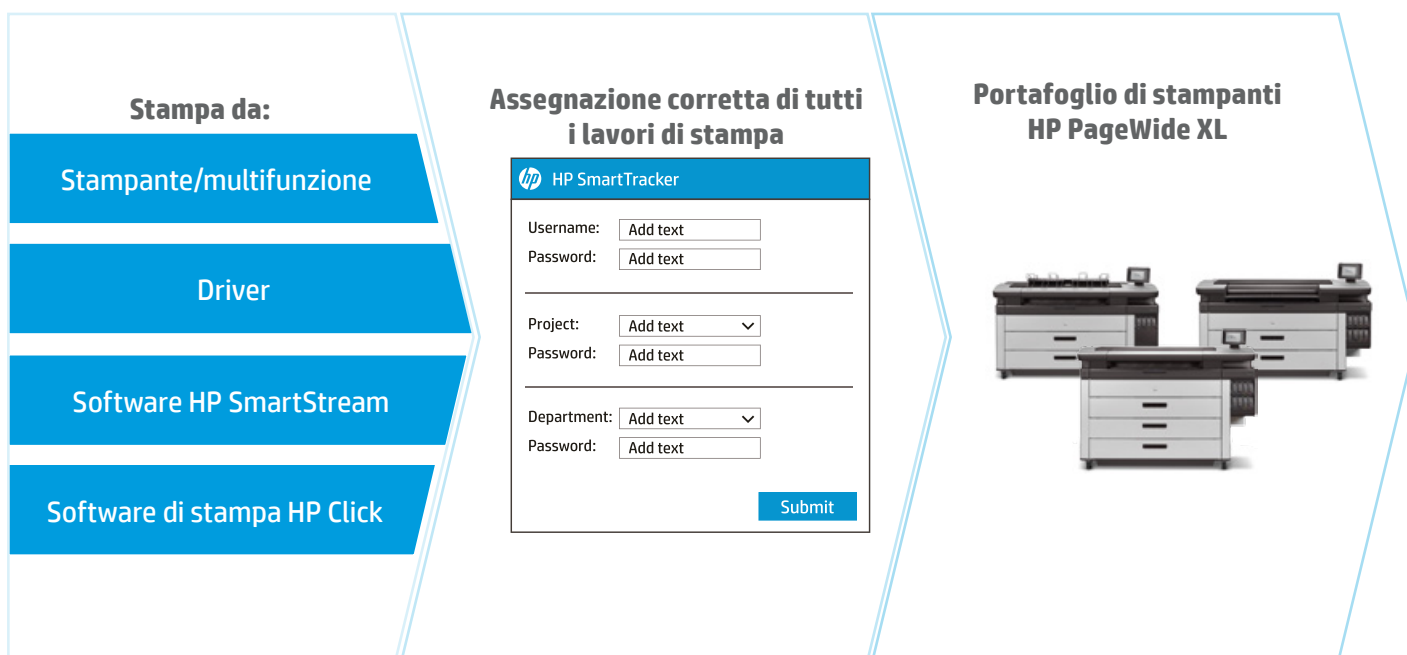 Stampa da:
Stampante/multifunzione
Driver
Software HP SmartStream
Software di stampa HP Click
Assegnazione corretta di tutti
i lavori di stampa
hp HP SmartTracker
Username: Add text
Password: Add text
Project: Add text
Password: Add text
Department: Add text
Password: Add text
Submit
Portafoglio di stampanti
HP PageWide XL